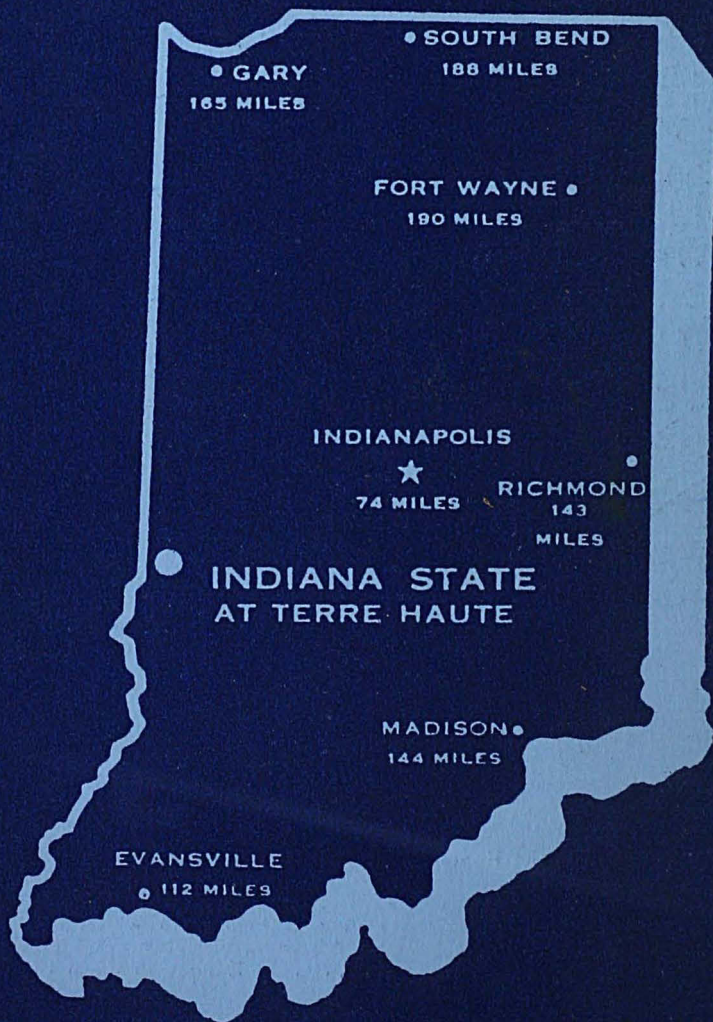 SOUTH BEND
188 MILES
GARY
165 MILES
FORT WAYNE
190 MILES
INDIANAPOLIS
74 MILES
RICHMOND
143
MILES
INDIANA STATE
AT TERRE HAUTE
MADISON
144 MILES
EVANSVILLE
112 MILES